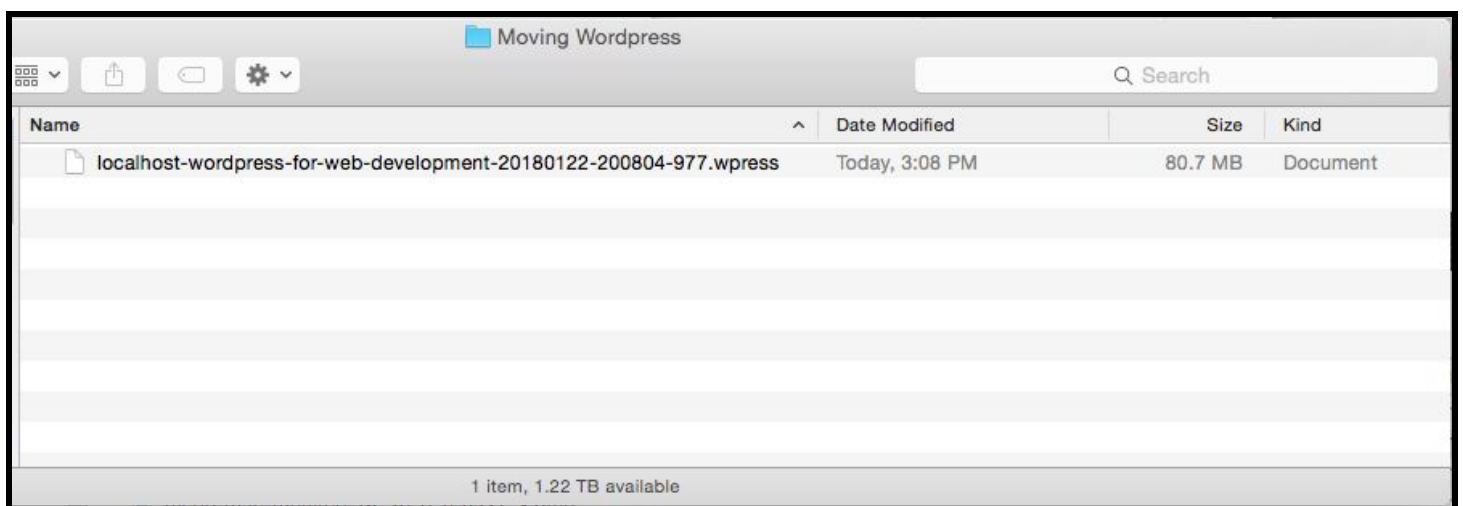 Moving Wordpress
Search
Name Date Modified Size Kind
localhost-wordpress-for-web-development-20180122-200804-977.wpress Today, 3:08 PM 80.7 MB Document
1 item, 1.22 TB available